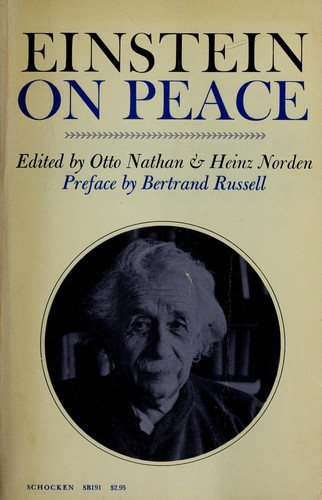 EINSTEIN
ON PEACE
Edited by Otto Nathan & Heinz Norden
Preface by Bertrand Russell
SCHOCKEN SB191 $2.95